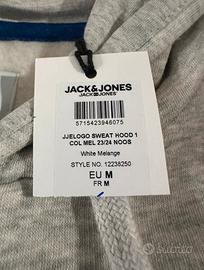 JACK&JONES
JACK&JONES
5715423946075
JJELOGO SWEAT HOOD 1
COL MEL 23/24 NOOS
White Melange
STYLE NO. 12236250
EU M
FR M
subito